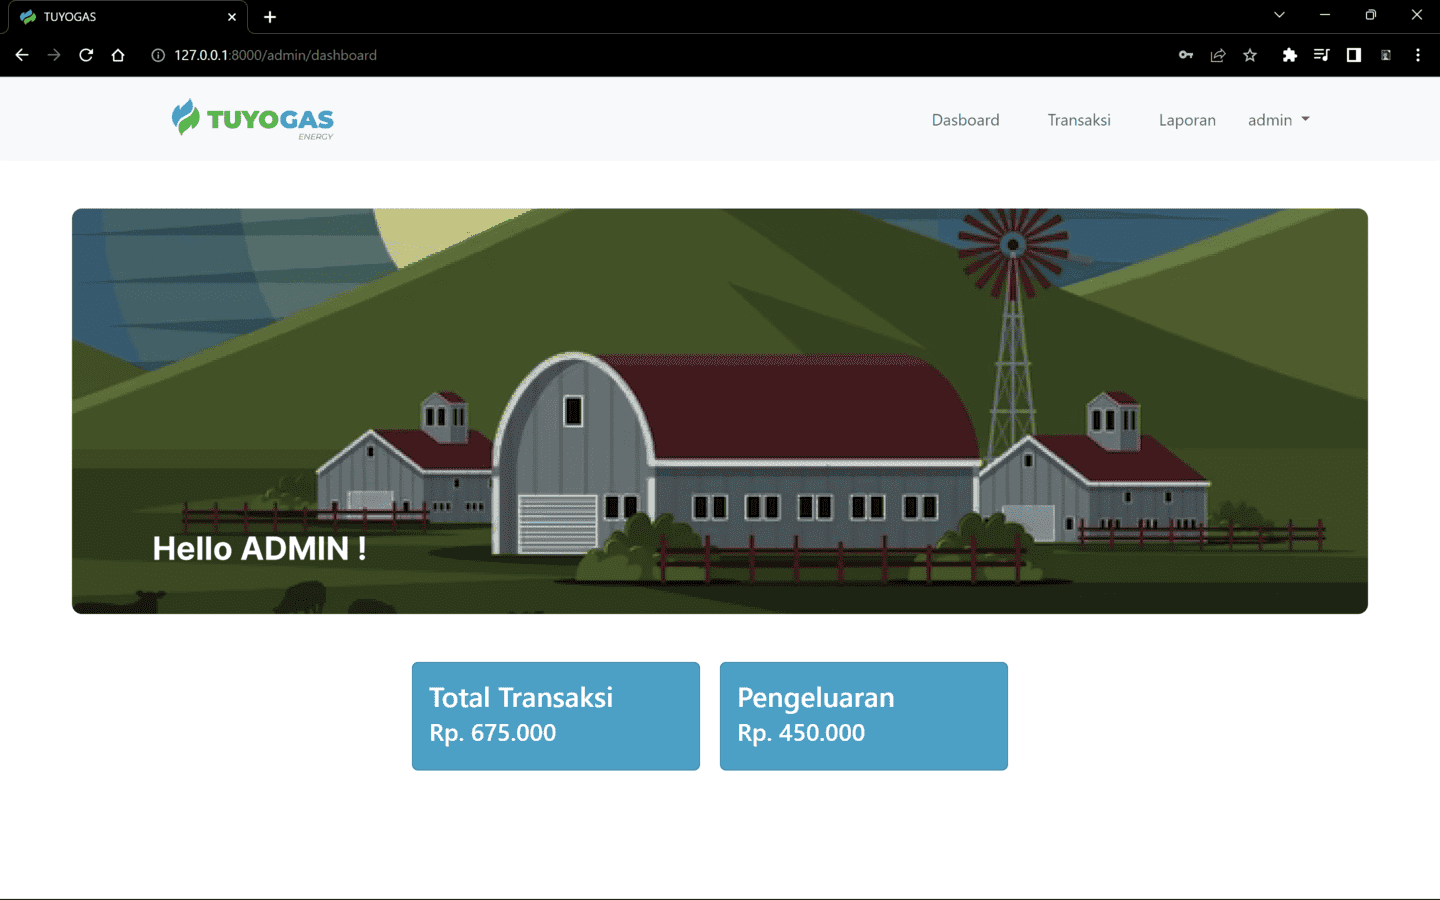 TUYOGAS
127.0.0.1:8000/admin/dashboard
TUYOGAS
ENERGY
Dasboard
Transaksi
Laporan
admin
Hello ADMIN !
Total Transaksi
Rp. 675.000
Pengeluaran
Rp. 450.000